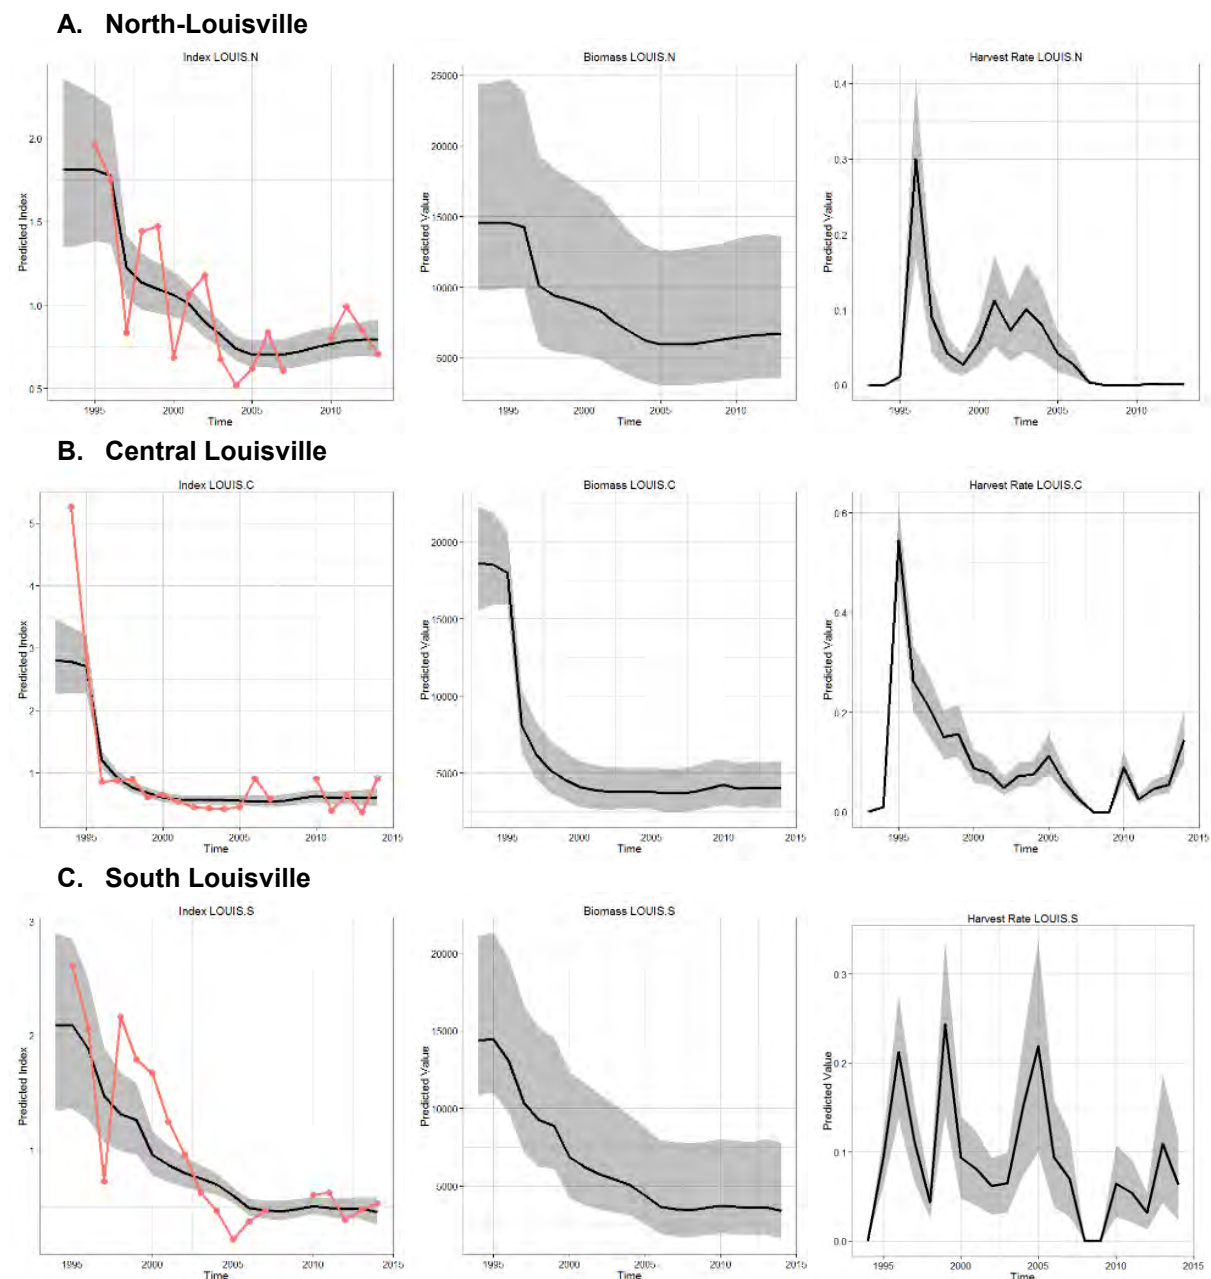 A. North-Louisville
Index LOUIS.N
Predicted Index
2.0
1.5
1.0
0.5
1995 2000 2005 2010
Time
Biomass LOUIS.N
Predicted Value
25000
20000
15000
10000
5000
1995 2000 2005 2010
Time
Harvest Rate LOUIS.N
Predicted Value
0.4
0.3
0.2
0.1
0.0
1995 2000 2005 2010
Time
B. Central Louisville
Index LOUIS.C
Predicted Index
5
4
3
2
1
1995 2000 2005 2010 2015
Time
Biomass LOUIS.C
Predicted Value
20000
15000
10000
5000
1995 2000 2005 2010 2015
Time
Harvest Rate LOUIS.C
Predicted Value
0.6
0.4
0.2
0.0
1995 2000 2005 2010 2015
Time
C. South Louisville
Index LOUIS.S
Predicted Index
3
2
1
1995 2000 2005 2010 2015
Time
Biomass LOUIS.S
Predicted Value
20000
15000
10000
5000
1995 2000 2005 2010 2015
Time
Harvest Rate LOUIS.S
Predicted Value
0.3
0.2
0.1
0.0
1995 2000 2005 2010 2015
Time